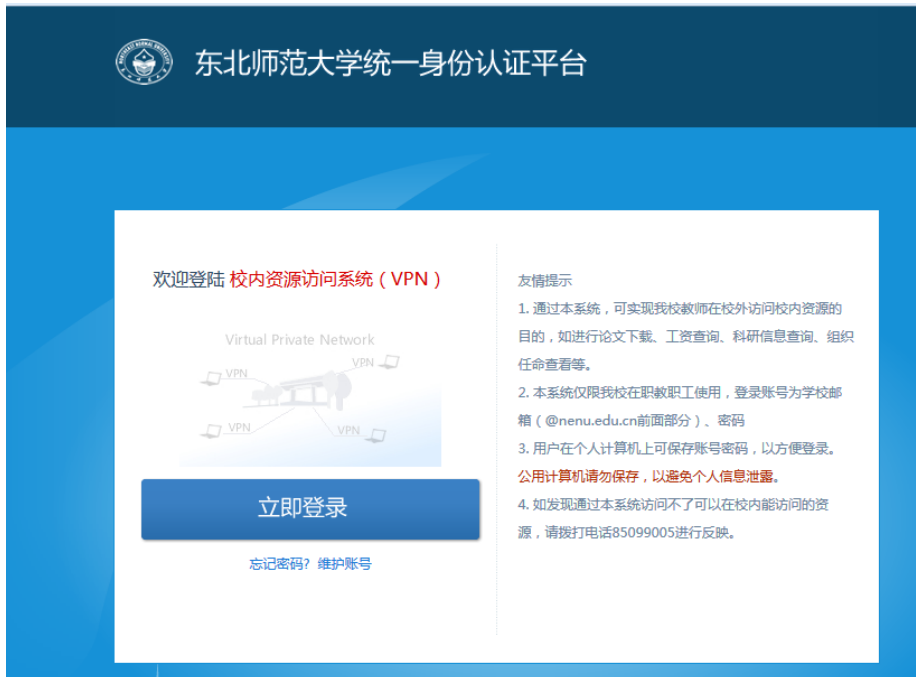 东北师范大学统一身份认证平台
欢迎登陆 校内资源访问系统（VPN）
Virtual Private Network
VPN
VPN
VPN
VPN
立即登录
忘记密码? 维护账号
友情提示
1. 通过本系统，可实现我校教师在校外访问校内资源的
目的，如进行论文下载、工资查询、科研信息查询、组织
任命查看等。
2. 本系统仅限我校在职教职工使用，登录账号为学校邮
箱（@nenu.edu.cn前面部分）、密码
3. 用户在个人计算机上可保存账号密码，以方便登录。
公用计算机请勿保存，以避免个人信息泄露。
4. 如发现通过本系统访问不了可以在校内能访问的资
源，请拨打电话85099005进行反映。